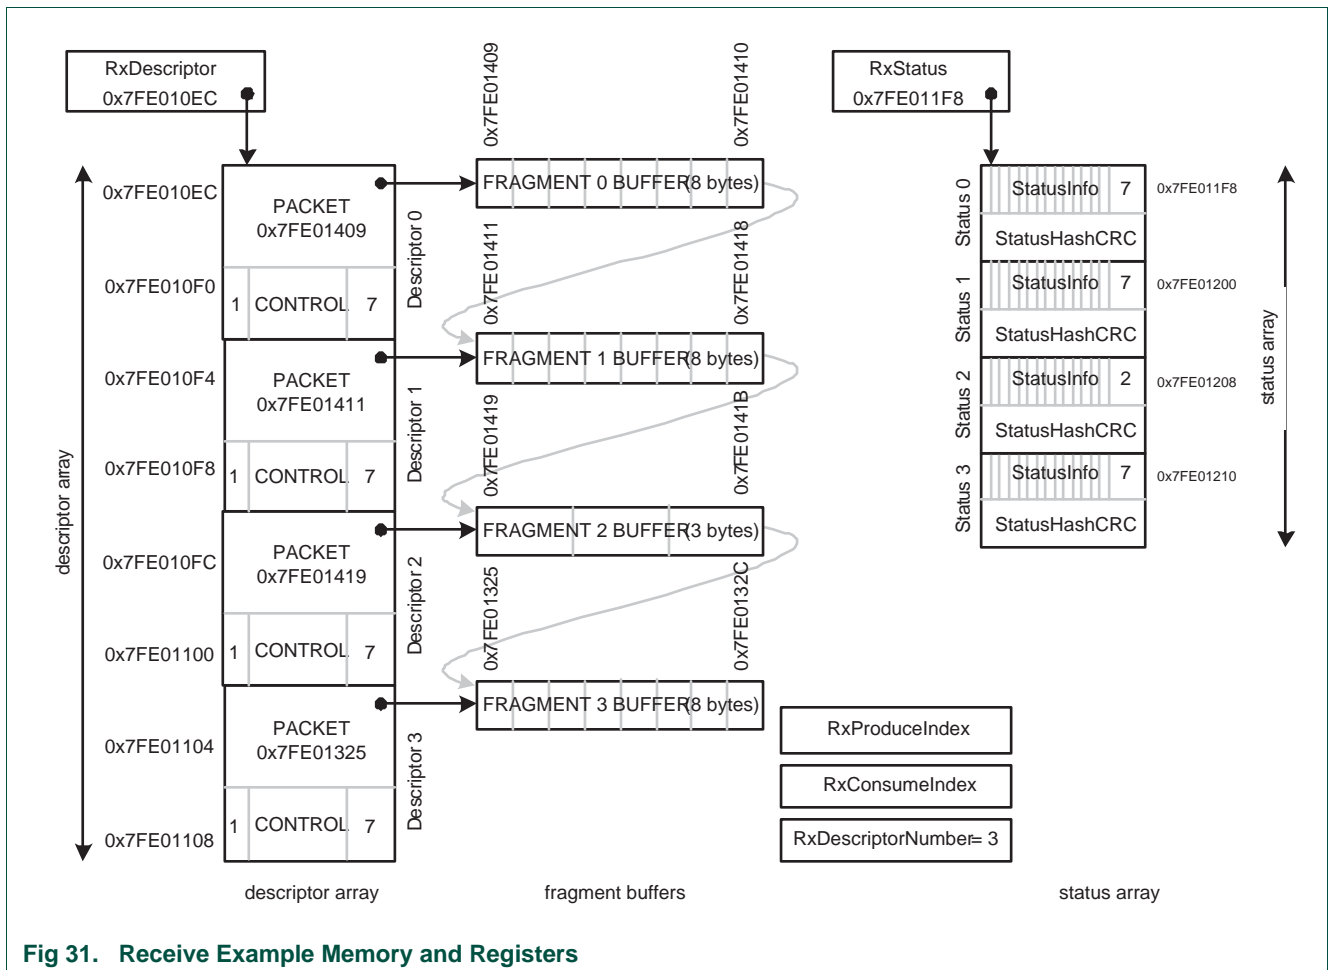 RxDescriptor
0x7FE010EC
0x7FE01409
0x7FE01410
RxStatus
0x7FE011F8
0x7FE010EC
PACKET
0x7FE01409
0x7FE010F0
1 CONTROL 7
Descriptor 0
FRAGMENT 0 BUFFER(8 bytes)
0x7FE01411
0x7FE01418
0x7FE010F4
PACKET
0x7FE01411
0x7FE010F8
1 CONTROL 7
Descriptor 1
FRAGMENT 1 BUFFER(8 bytes)
0x7FE01419
0x7FE0141B
0x7FE010FC
PACKET
0x7FE01419
0x7FE01100
1 CONTROL 7
Descriptor 2
FRAGMENT 2 BUFFER(3 bytes)
0x7FE01325
0x7FE0132C
0x7FE01104
PACKET
0x7FE01325
0x7FE01108
1 CONTROL 7
Descriptor 3
FRAGMENT 3 BUFFER(8 bytes)
descriptor array
Status 0
StatusInfo 7
0x7FE011F8
StatusHashCRC
Status 1
StatusInfo 7
0x7FE01200
StatusHashCRC
Status 2
StatusInfo 2
0x7FE01208
StatusHashCRC
Status 3
StatusInfo 7
0x7FE01210
StatusHashCRC
status array
RxProduceIndex
RxConsumeIndex
RxDescriptorNumber= 3
descriptor array
fragment buffers
status array
Fig 31. Receive Example Memory and Registers